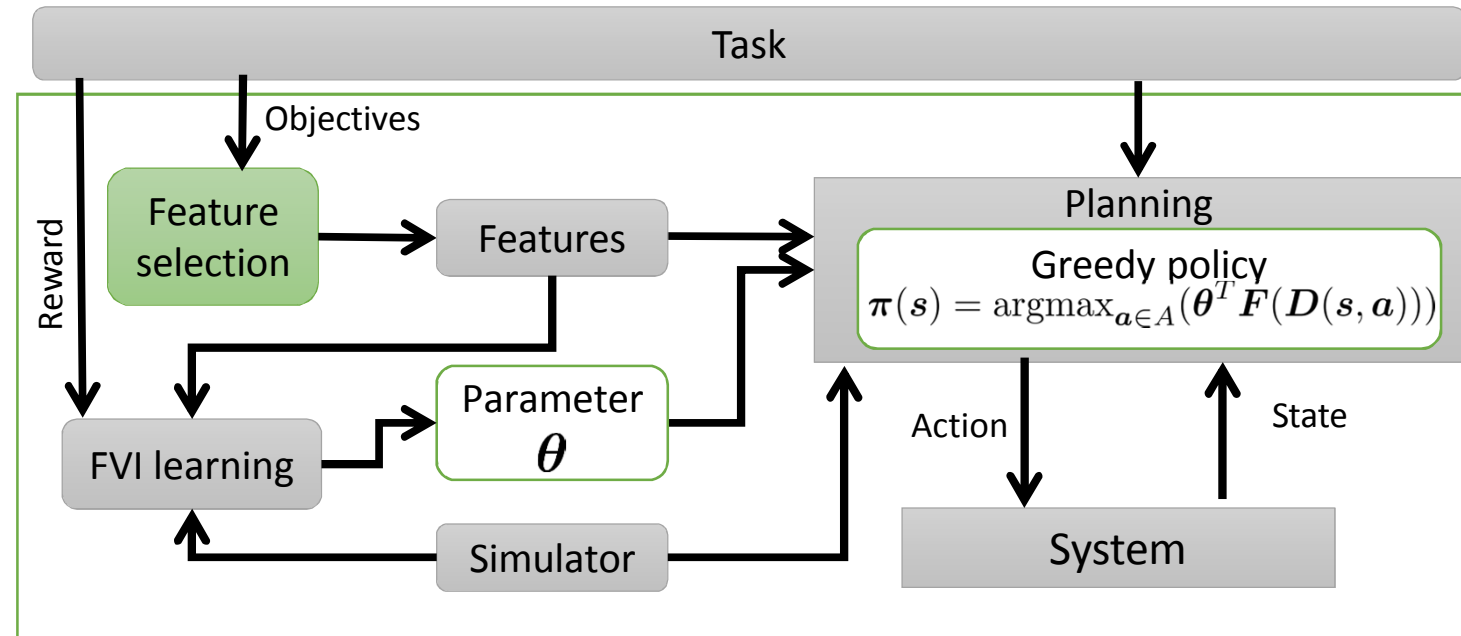 Task
Objectives
Reward
Feature
selection
Features
Planning
Greedy policy
π(s) = argmax_{a∈A}(θ^T F(D(s, a)))
Parameter
θ
FVI learning
Action
State
Simulator
System